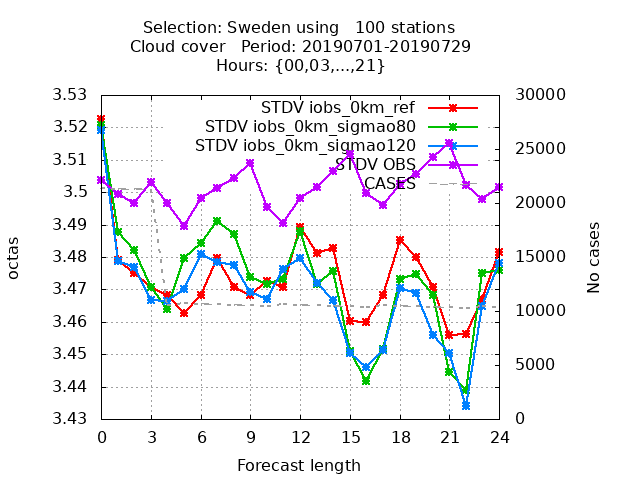 Selection: Sweden using   100 stations
Cloud cover   Period: 20190701-20190729
Hours: {00,03,...,21}
STDV iobs_0km_ref
STDV iobs_0km_sigmao80
STDV iobs_0km_sigmao120
STDV OBS
CASES
3.53
3.52
3.51
3.5
3.49
3.48
3.47
3.46
3.45
3.44
3.43
octas
30000
25000
20000
15000
10000
5000
0
No cases
0 3 6 9 12 15 18 21 24
Forecast length